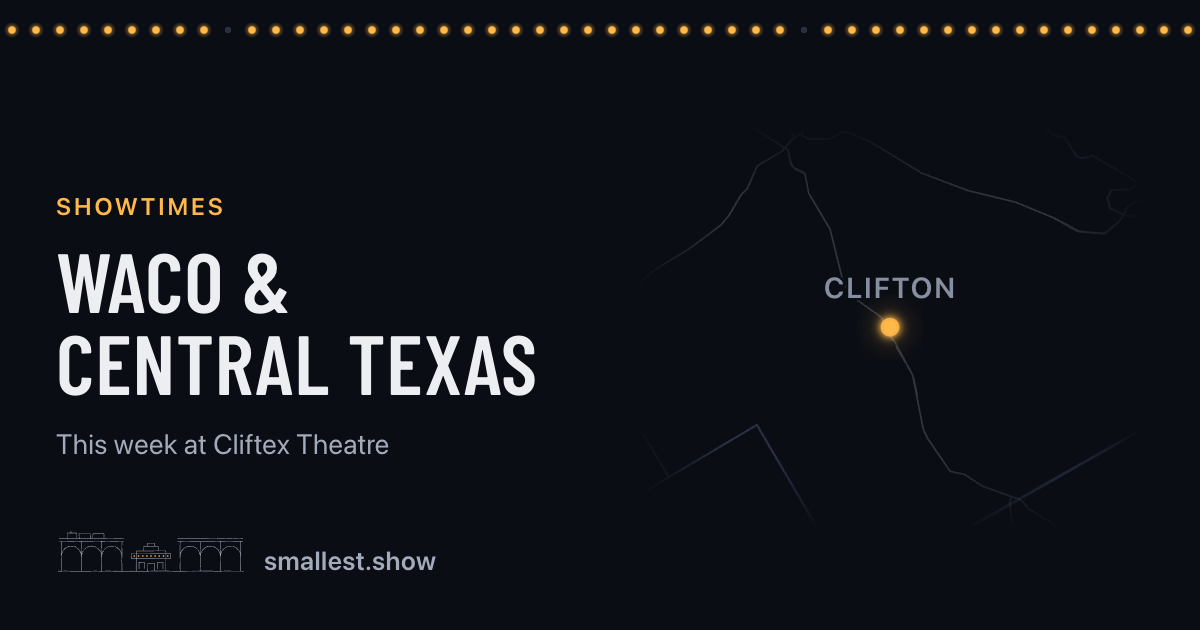 SHOWTIMES
WACO &
CENTRAL TEXAS
This week at Cliftex Theatre
smallest.show
CLIFTON